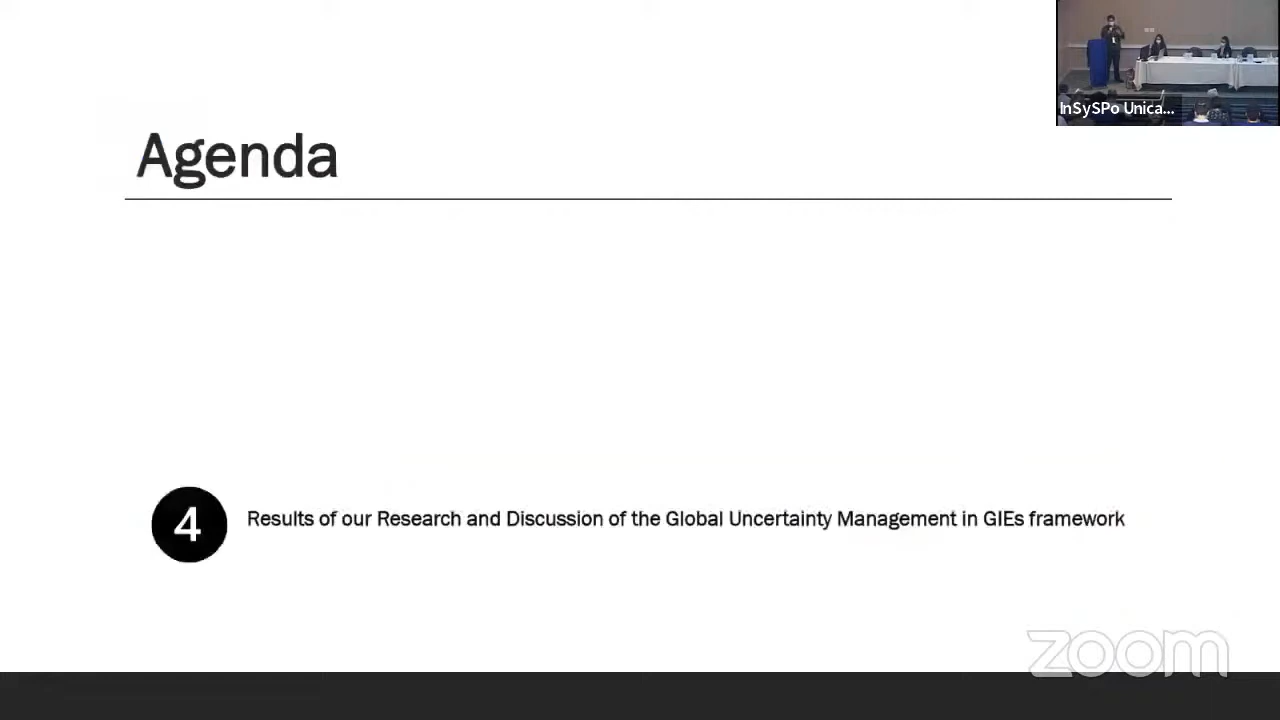 InSySPo Unica...
Agenda
4 Results of our Research and Discussion of the Global Uncertainty Management in GIEs framework
zoom